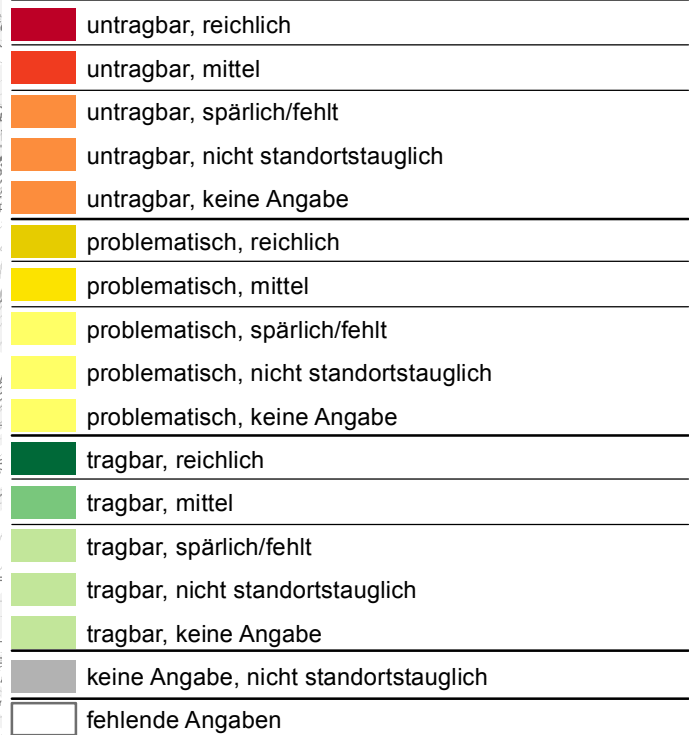 untragbar, reichlich
untragbar, mittel
untragbar, spärlich/fehlt
untragbar, nicht standortstauglich
untragbar, keine Angabe
problematisch, reichlich
problematisch, mittel
problematisch, spärlich/fehlt
problematisch, nicht standortstauglich
problematisch, keine Angabe
tragbar, reichlich
tragbar, mittel
tragbar, spärlich/fehlt
tragbar, nicht standortstauglich
tragbar, keine Angabe
keine Angabe, nicht standortstauglich
fehlende Angaben